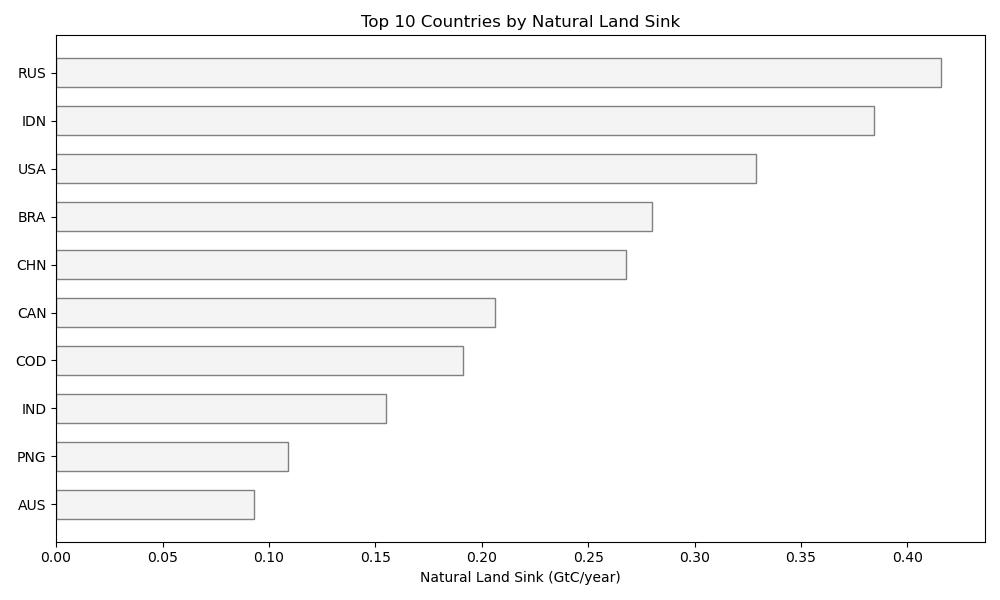 Top 10 Countries by Natural Land Sink
RUS
IDN
USA
BRA
CHN
CAN
COD
IND
PNG
AUS
0.00 0.05 0.10 0.15 0.20 0.25 0.30 0.35 0.40
Natural Land Sink (GtC/year)